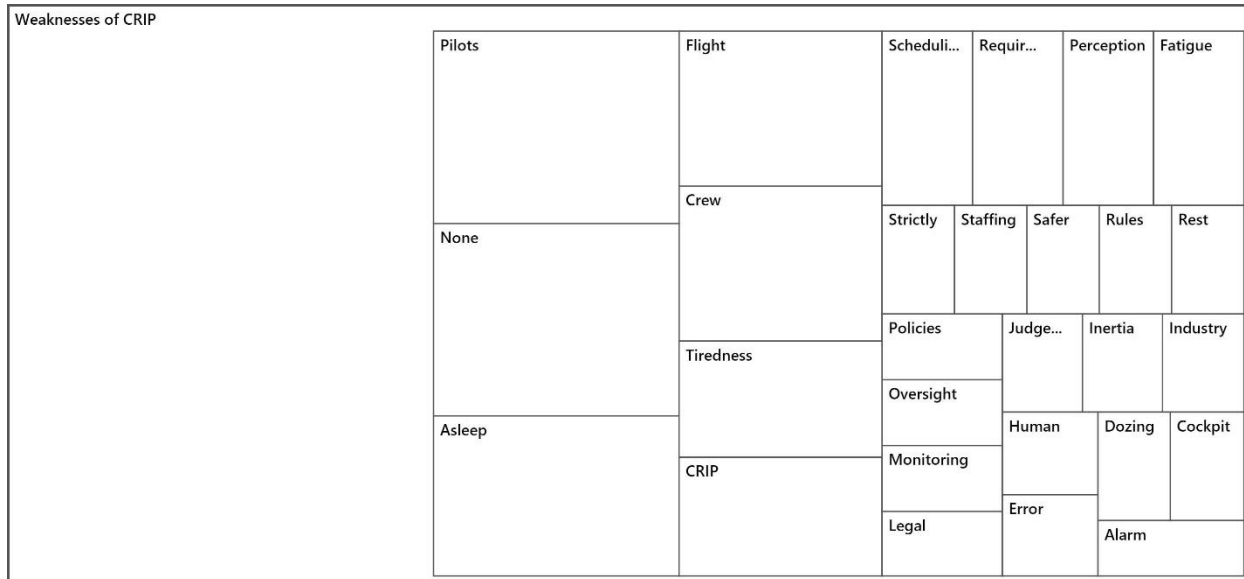 Weaknesses of CRIP
Pilots
Flight
Scheduli...
Requir...
Perception
Fatigue
Crew
Strictly
Staffing
Safer
Rules
Rest
None
Policies
Judge...
Inertia
Industry
Tiredness
Oversight
Asleep
Human
Dozing
Cockpit
Monitoring
CRIP
Error
Legal
Alarm